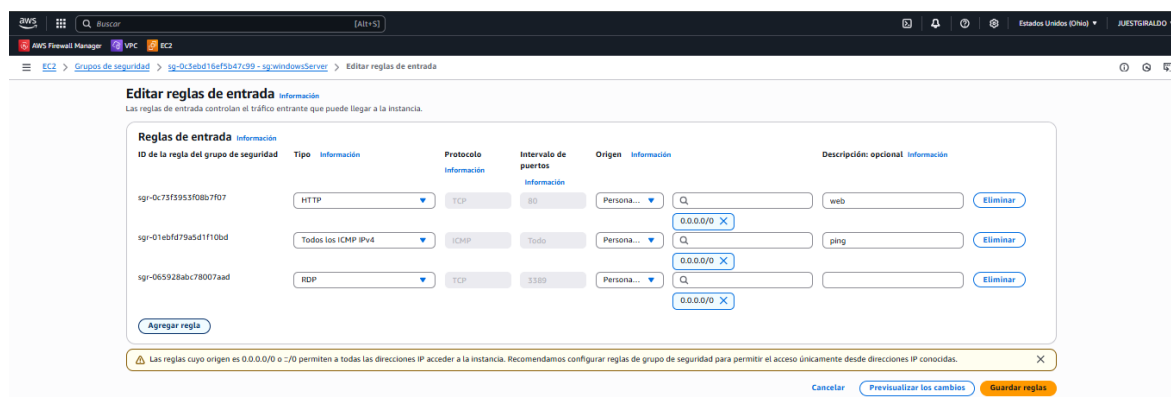 aws
Buscar
[Alt+S]
Estados Unidos (Ohio)
JUESTGIRALDO
AWS Firewall Manager
VPC
EC2
EC2 > Grupos de seguridad > sg-0c3ebd16ef5b47c99 - sg:windowsServer > Editar reglas de entrada
Editar reglas de entrada Información
Las reglas de entrada controlan el tráfico entrante que puede llegar a la instancia.
Reglas de entrada Información
ID de la regla del grupo de seguridad
Tipo Información
Protocolo
Información
Intervalo de
puertos
Información
Origen Información
Descripción: opcional Información
sgr-0c73f3953f08b7f07
HTTP
TCP
80
Persona...
0.0.0.0/0
web
Eliminar
sgr-01ebfd79a5d1f10bd
Todos los ICMP IPv4
ICMP
Todo
Persona...
0.0.0.0/0
ping
Eliminar
sgr-065928abc78007aad
RDP
TCP
3389
Persona...
0.0.0.0/0
Eliminar
Agregar regla
Las reglas cuyo origen es 0.0.0.0/0 o ::/0 permiten a todas las direcciones IP acceder a la instancia. Recomendamos configurar reglas de grupo de seguridad para permitir el acceso únicamente desde direcciones IP conocidas.
Cancelar
Previsualizar los cambios
Guardar reglas